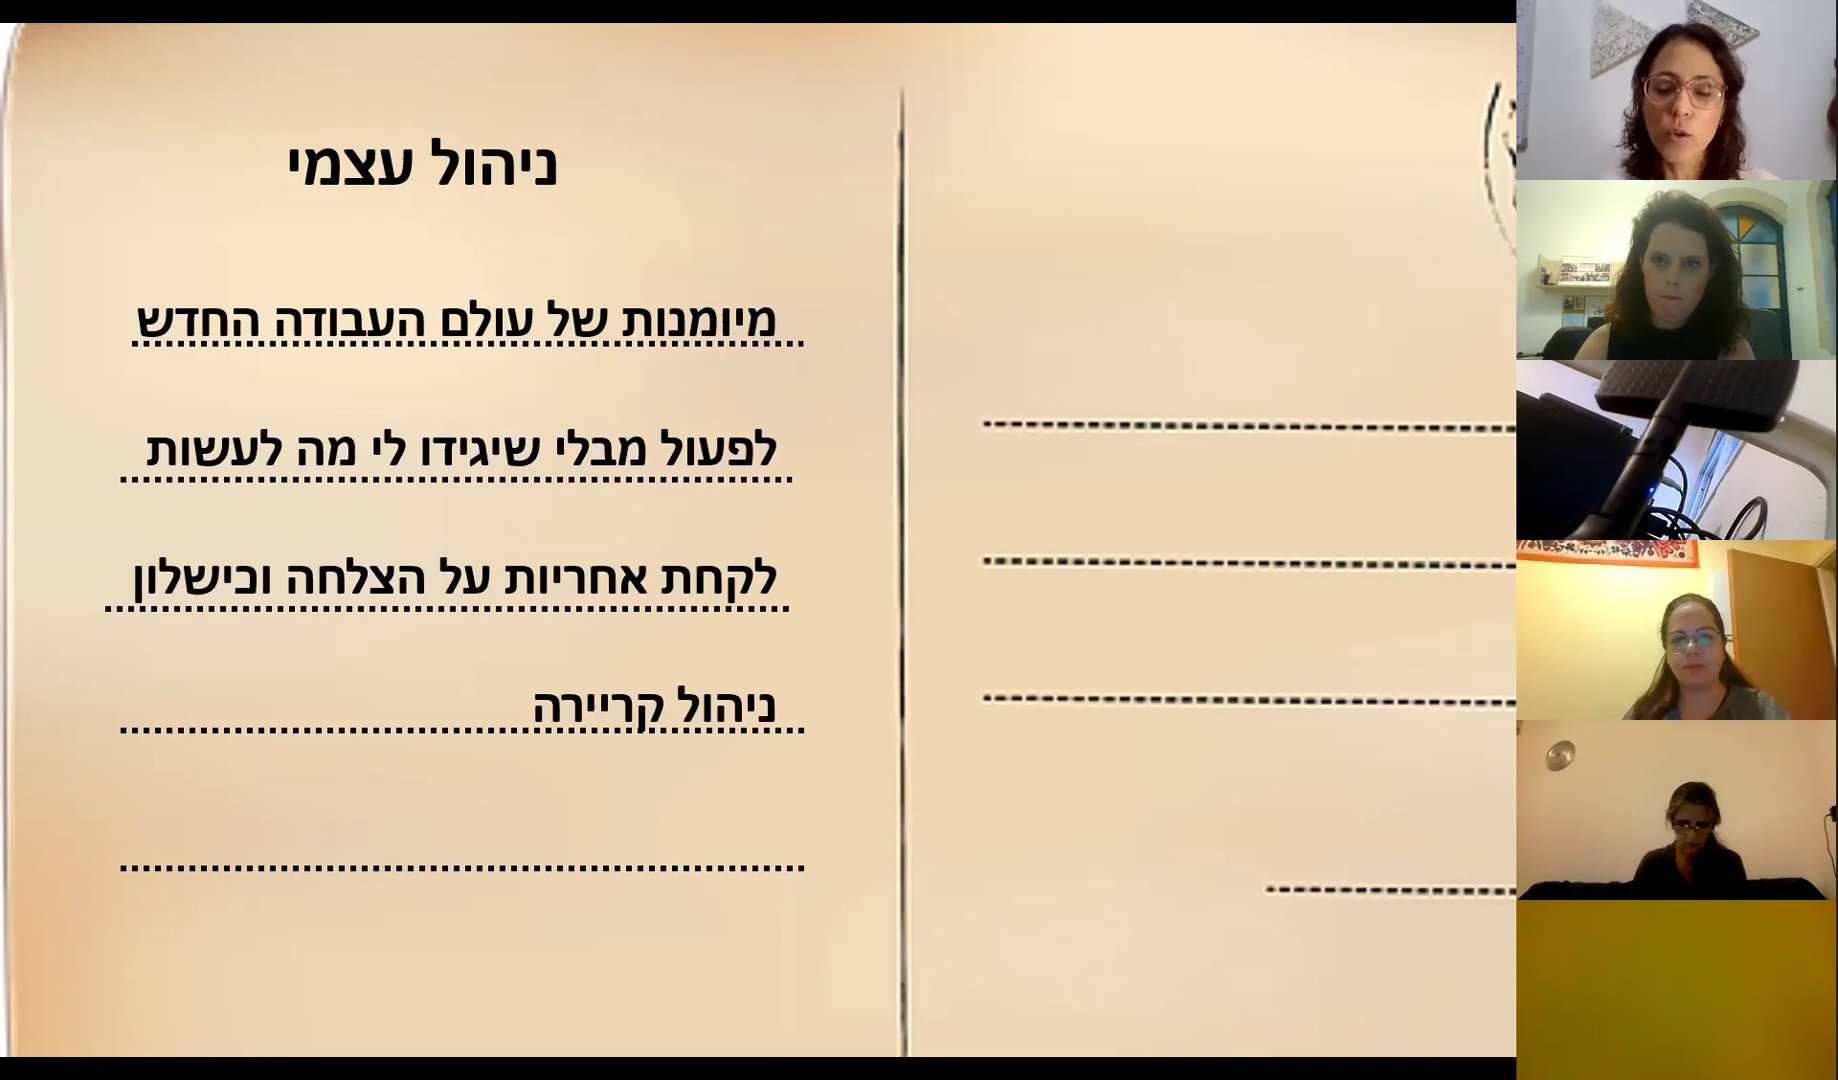 ניהול עצמי
מיומנות של עולם העבודה החדש
לפעול מבלי שיגידו לי מה לעשות
לקחת אחריות על הצלחה וכישלון
ניהול קריירה